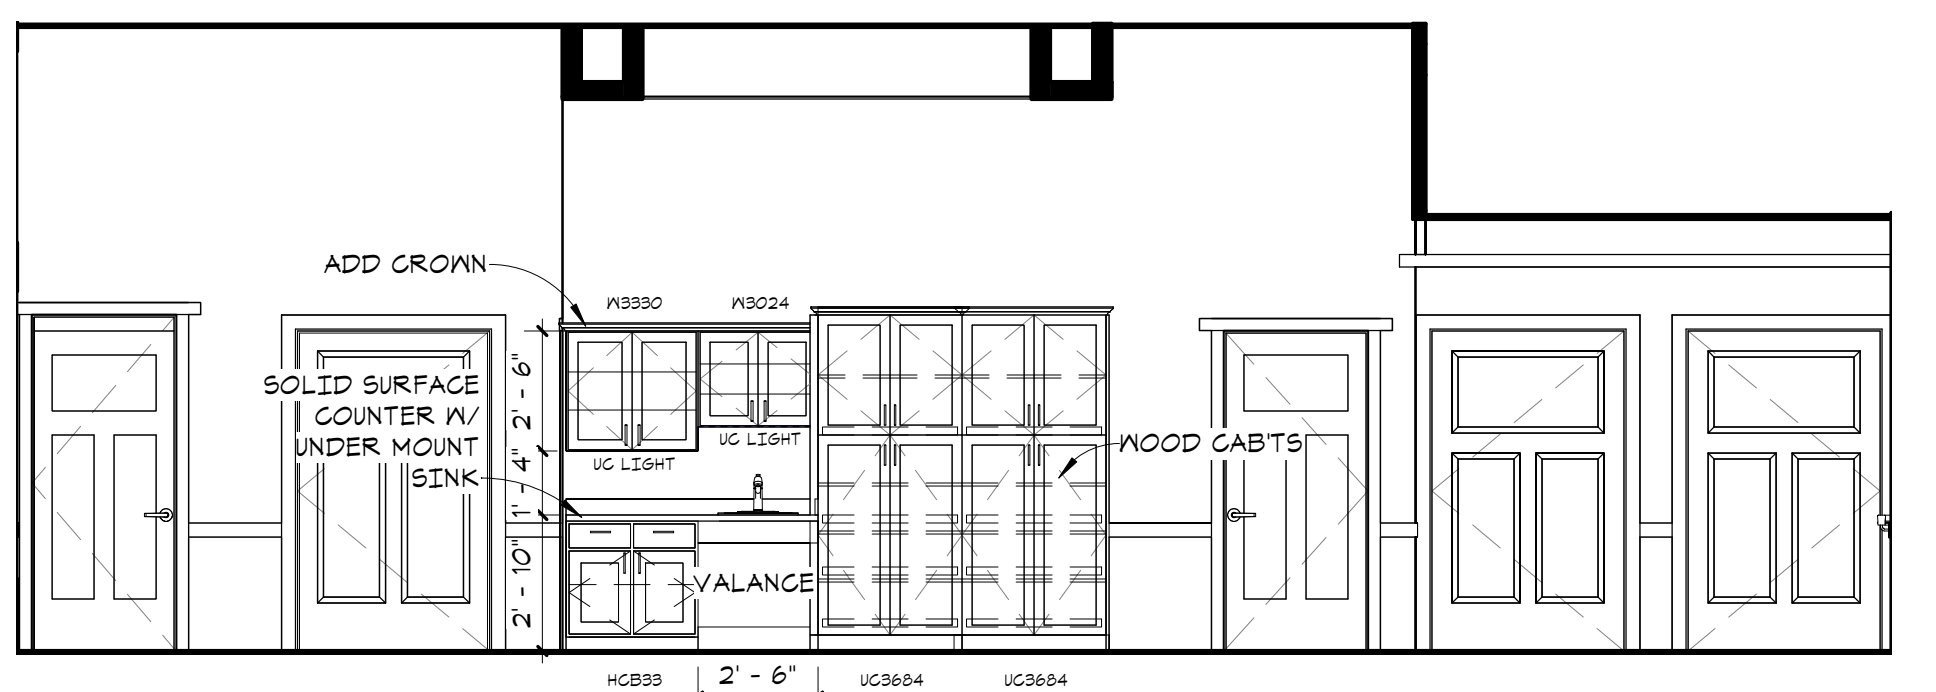 ADD CROWN
W3330
W3024
SOLID SURFACE
COUNTER W/
UNDER MOUNT
SINK
2' - 6"
1' - 4"
2' - 10"
UC LIGHT
UC LIGHT
WOOD CAB'TS
VALANCE
HCB33
2' - 6"
UC3684
UC3684